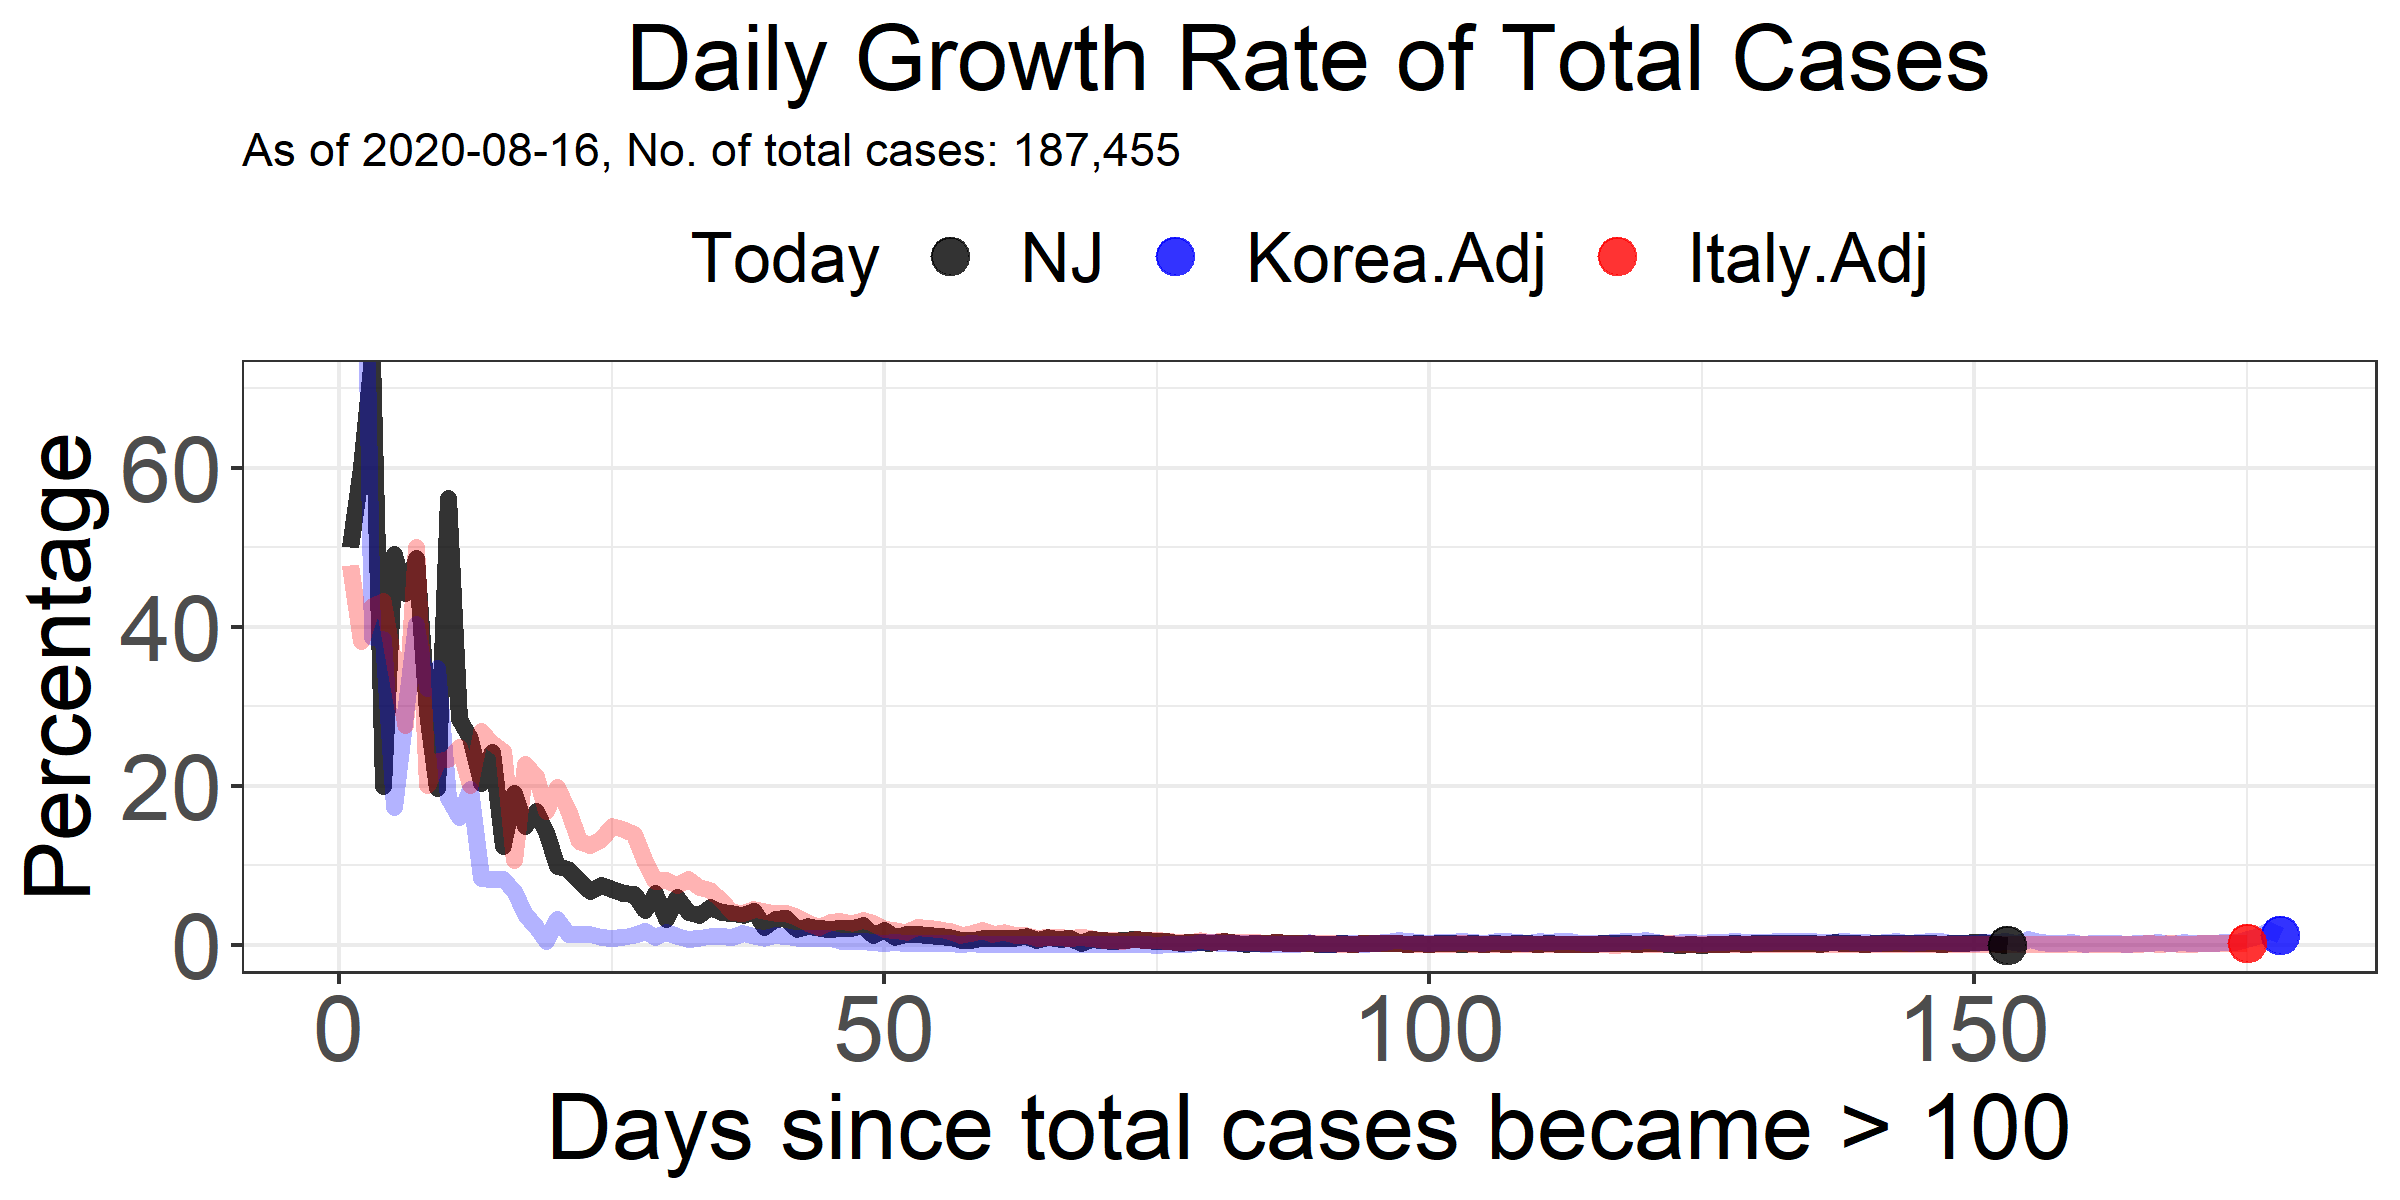 Daily Growth Rate of Total Cases
As of 2020-08-16, No. of total cases: 187,455
Today NJ Korea.Adj Italy.Adj
Percentage
60
40
20
0
0 50 100 150
Days since total cases became > 100